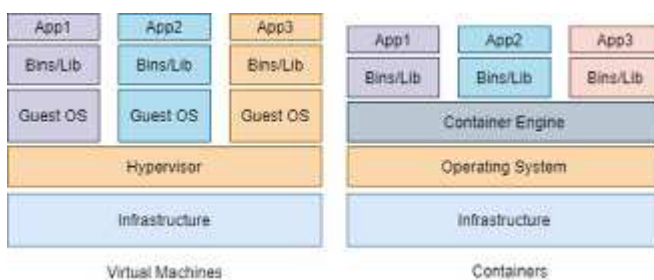 App1 App2 App3
Bins/Lib Bins/Lib Bins/Lib
Guest OS Guest OS Guest OS
Hypervisor
Infrastructure
Virtual Machines
App1 App2 App3
Bins/Lib Bins/Lib Bins/Lib
Container Engine
Operating System
Infrastructure
Containers